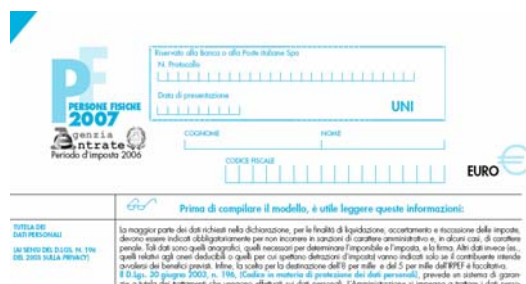 Riservato alla Banca o alla Poste Italiane Spa
N. Protocollo
Data di presentazione
UNI
PF
PERSONE FISICHE
2007
Agenzia
Entrate
Periodo d'imposta 2006
COGNOME
NOME
CODICE FISCALE
EURO
Prima di compilare il modello, è utile leggere queste informazioni:
TUTELA DEI
DATI PERSONALI
(AI SENSI DEL D.LGS. N. 196
DEL 2003 SULLA PRIVACY)
La maggior parte dei dati richiesti nella dichiarazione, per le finalità di liquidazione, accertamento e riscossione delle imposte,
devono essere indicati obbligatoriamente per non incorrere in sanzioni di carattere amministrativo e, in alcuni casi, di carattere
penale. Tali dati sono quelli anagrafici, quelli necessari per determinare l'imponibile e l'imposta, e la firma. Altri dati invece (es.,
quelli relativi agli oneri deducibili o quelli per cui spettano detrazioni d'imposta) vanno indicati solo se il contribuente intende
avvalersi dei benefici previsti. Infine, la scelta per la destinazione dell'8 per mille e del 5 per mille dell'IRPEF è facoltativa.
Il D.Lgs. 30 giugno 2003, n. 196, (Codice in materia di protezione dei dati personali), prevede un sistema di garan-